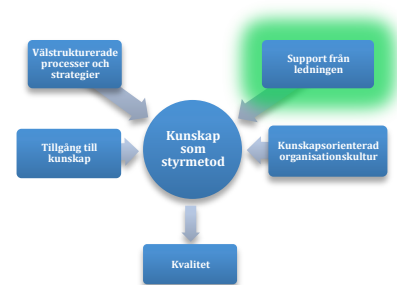 Välstrukturerade
processer och
strategier
Support från
ledningen
Kunskap
som
styrmetod
Tillgång till
kunskap
Kunskapsorienterad
organisationskultur
Kvalitet